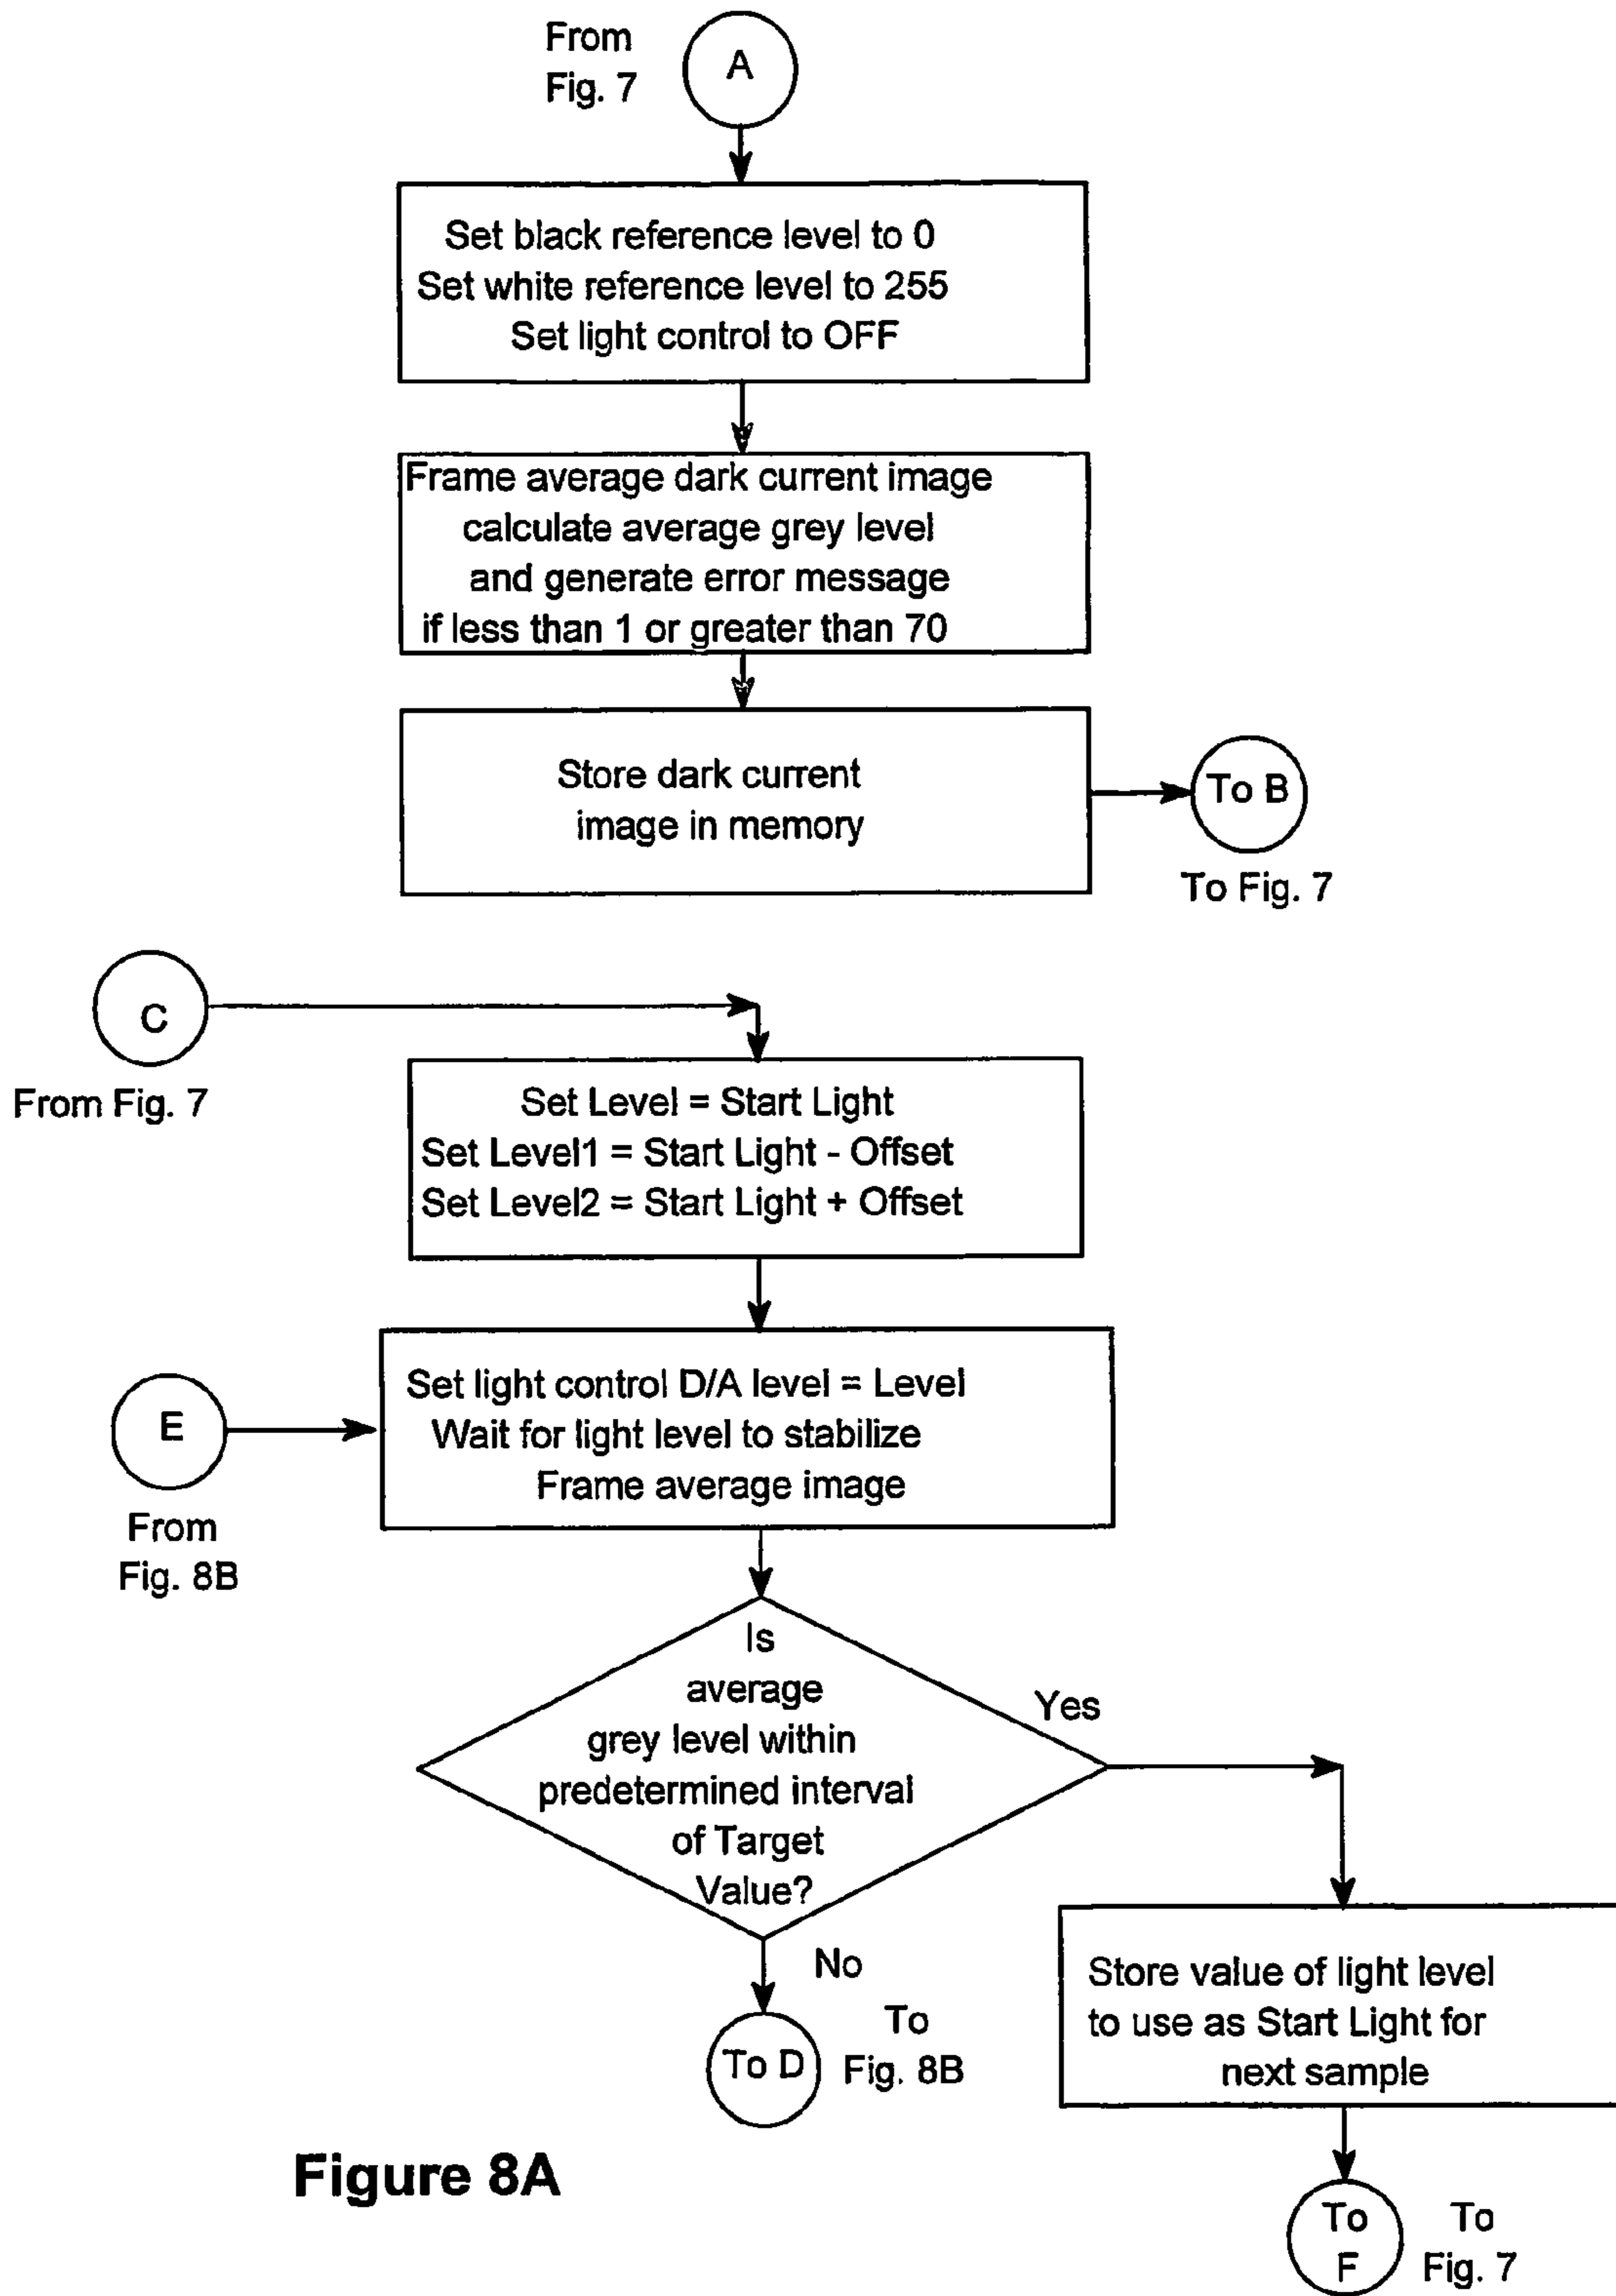 From
Fig. 7
A
Set black reference level to 0
Set white reference level to 255
Set light control to OFF
Frame average dark current image
calculate average grey level
and generate error message
if less than 1 or greater than 70
Store dark current
image in memory
To B
To Fig. 7
C
From Fig. 7
Set Level = Start Light
Set Level1 = Start Light - Offset
Set Level2 = Start Light + Offset
E
From
Fig. 8B
Set light control D/A level = Level
Wait for light level to stabilize
Frame average image
Is
average
grey level within
predetermined interval
of Target
Value?
Yes
No
To D
To
Fig. 8B
Store value of light level
to use as Start Light for
next sample
To
F
To
Fig. 7
Figure 8A